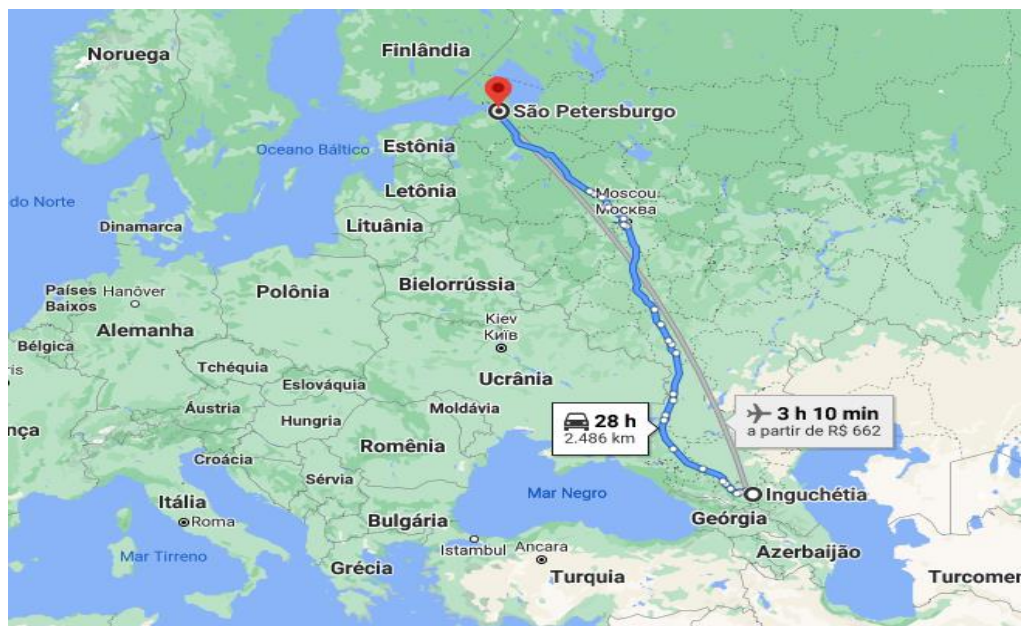 Noruega
Finlândia
São Petersburgo
Oceano Báltico
Estônia
Letônia
Moscou
Москва
do Norte
Dinamarca
Lituânia
Países
Baixos
Hanôver
Polônia
Bielorrússia
Alemanha
Kiev
Київ
Bélgica
Tchéquia
Ucrânia
ris
Eslováquia
Áustria
Moldávia
28 h
2.486 km
3 h 10 min
a partir de R$ 662
Hungria
nça
Romênia
Croácia
Sérvia
Itália
Roma
Mar Negro
Inguchétia
Bulgária
Geórgia
Mar Tirreno
Istambul
Ancara
Azerbaijão
Grécia
Turquia
Turcomen